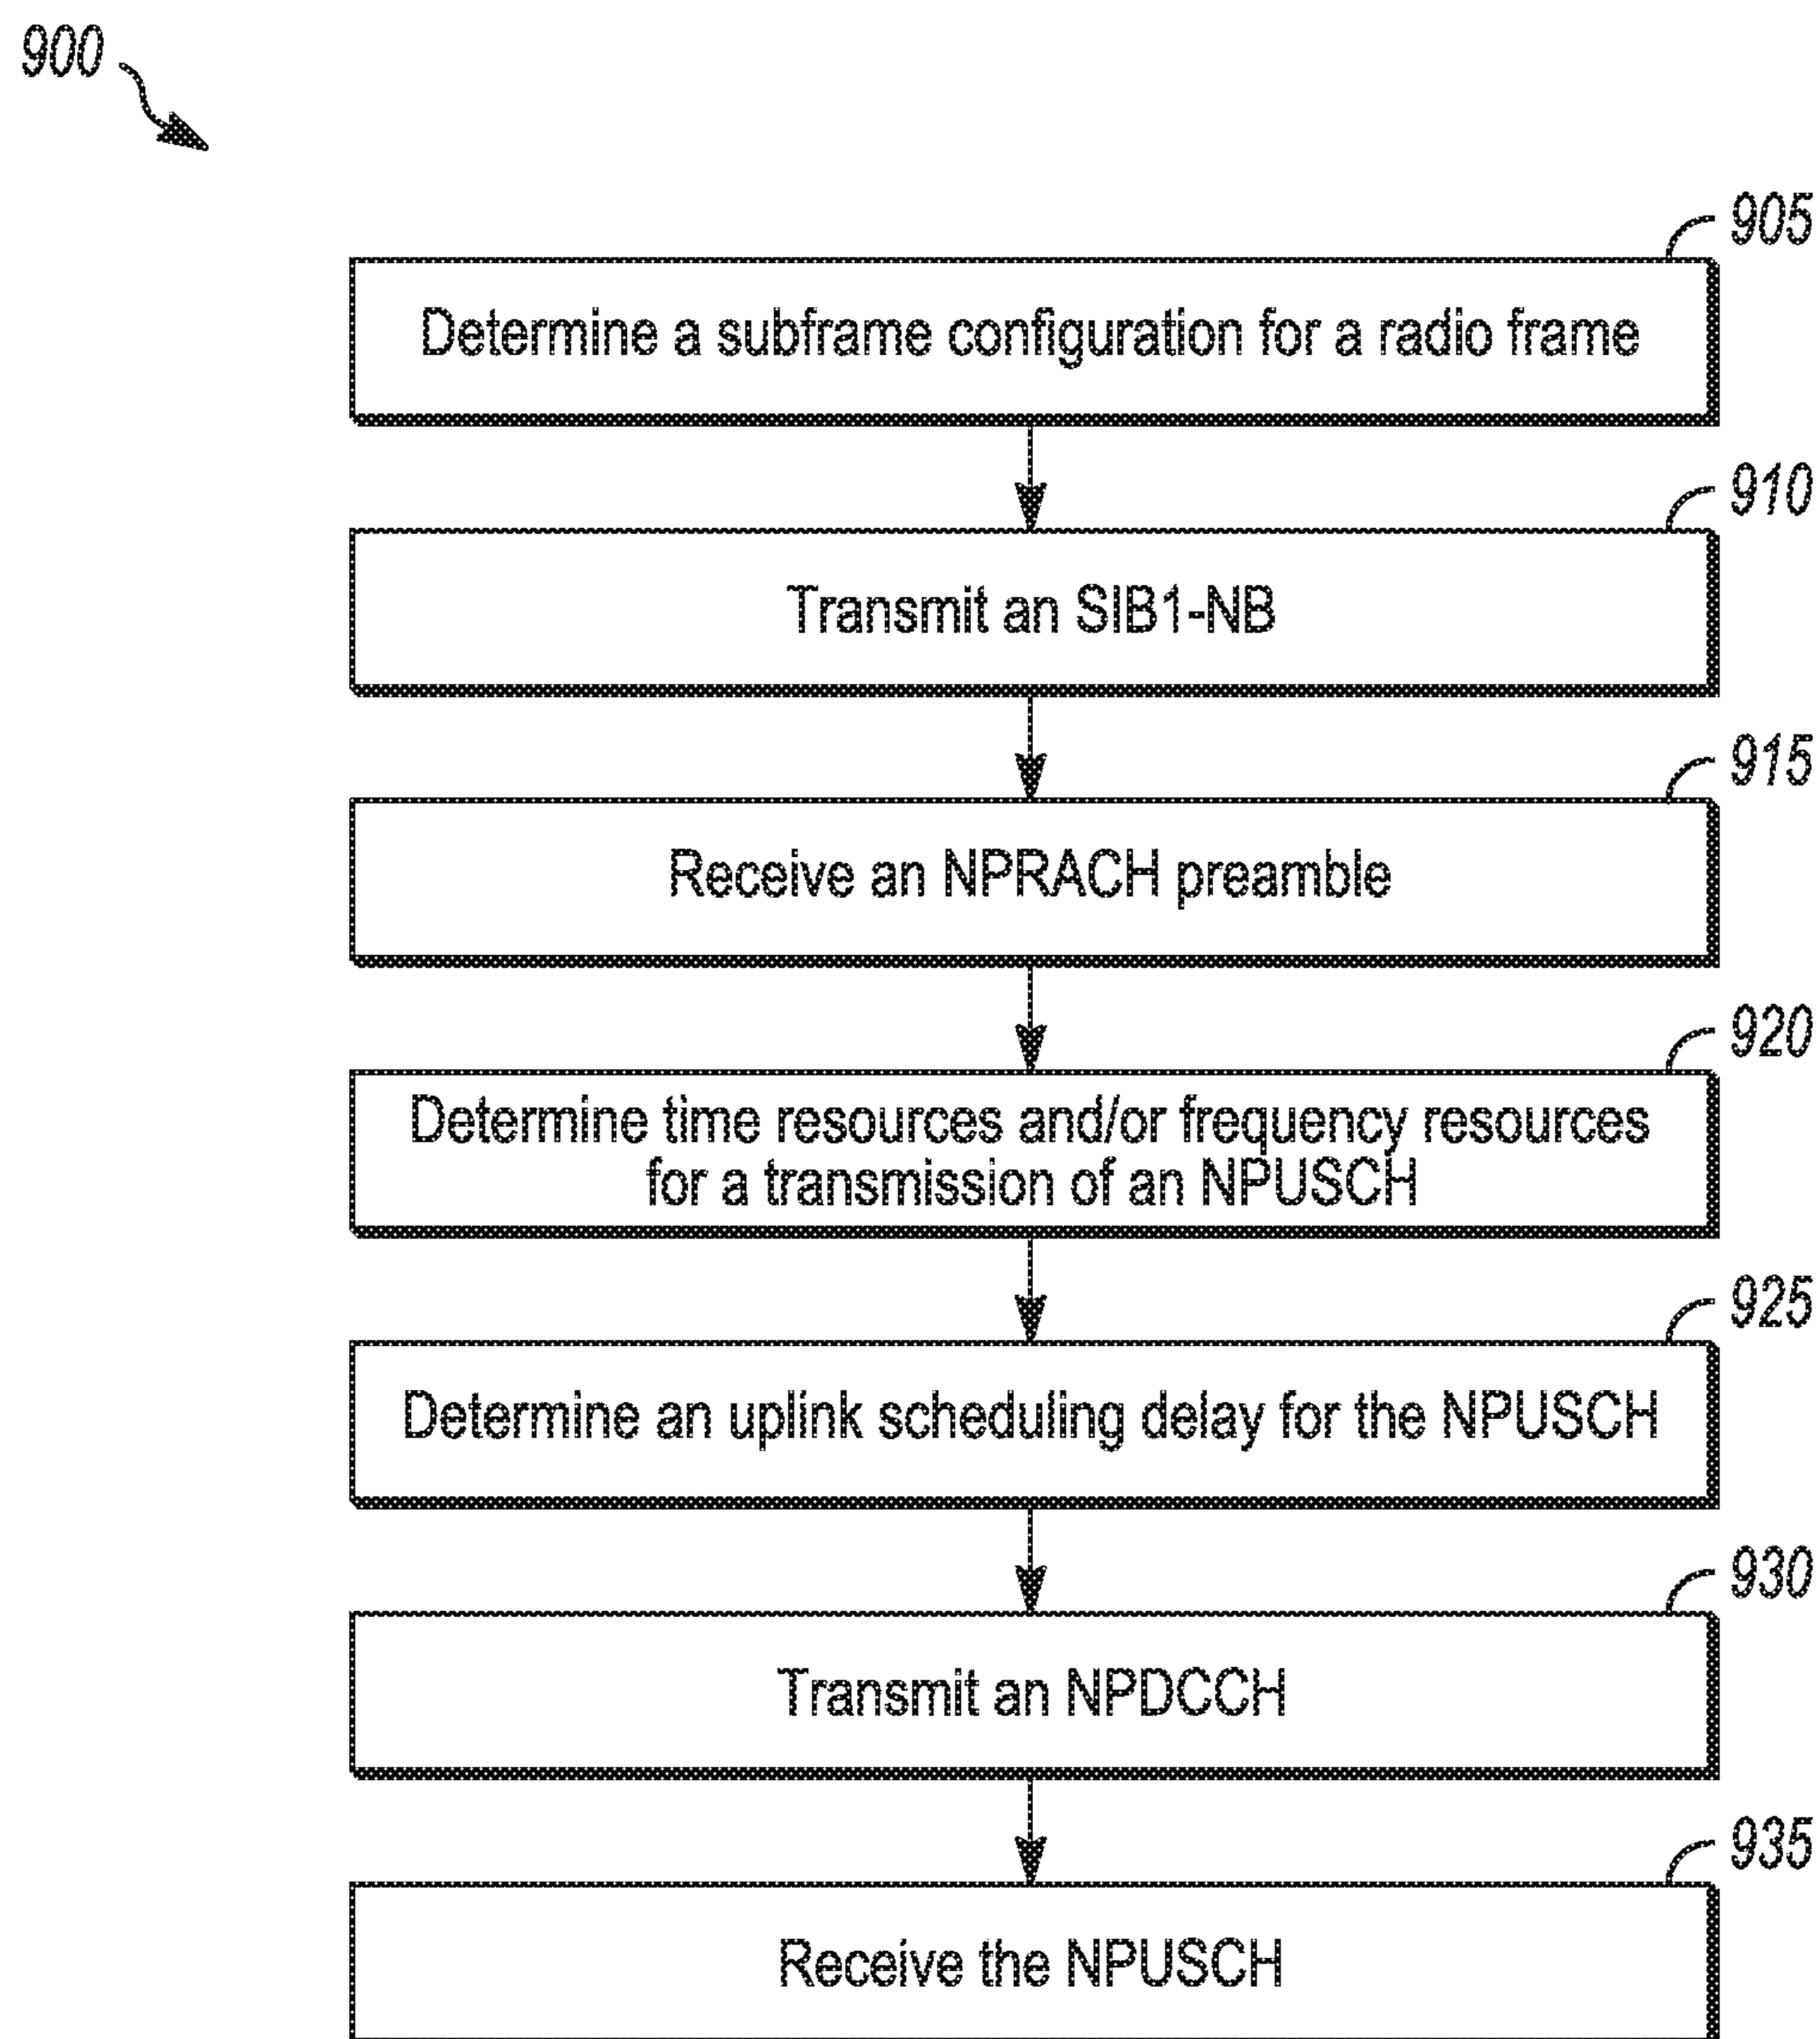 900
905
Determine a subframe configuration for a radio frame
910
Transmit an SIB1-NB
915
Receive an NPRACH preamble
920
Determine time resources and/or frequency resources
for a transmission of an NPUSCH
925
Determine an uplink scheduling delay for the NPUSCH
930
Transmit an NPDCCH
935
Receive the NPUSCH